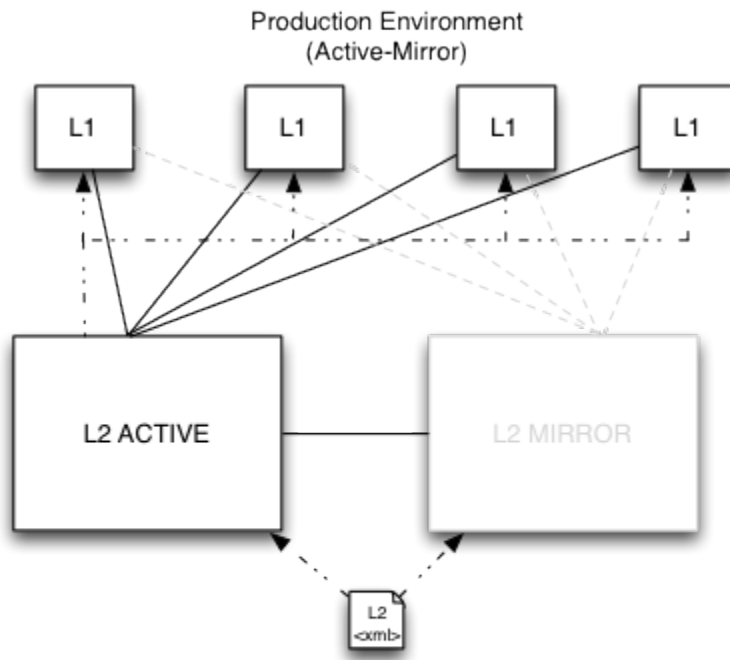 Production Environment
(Active-Mirror)
L1
L1
L1
L1
L2 ACTIVE
L2 MIRROR
L2
<xml>